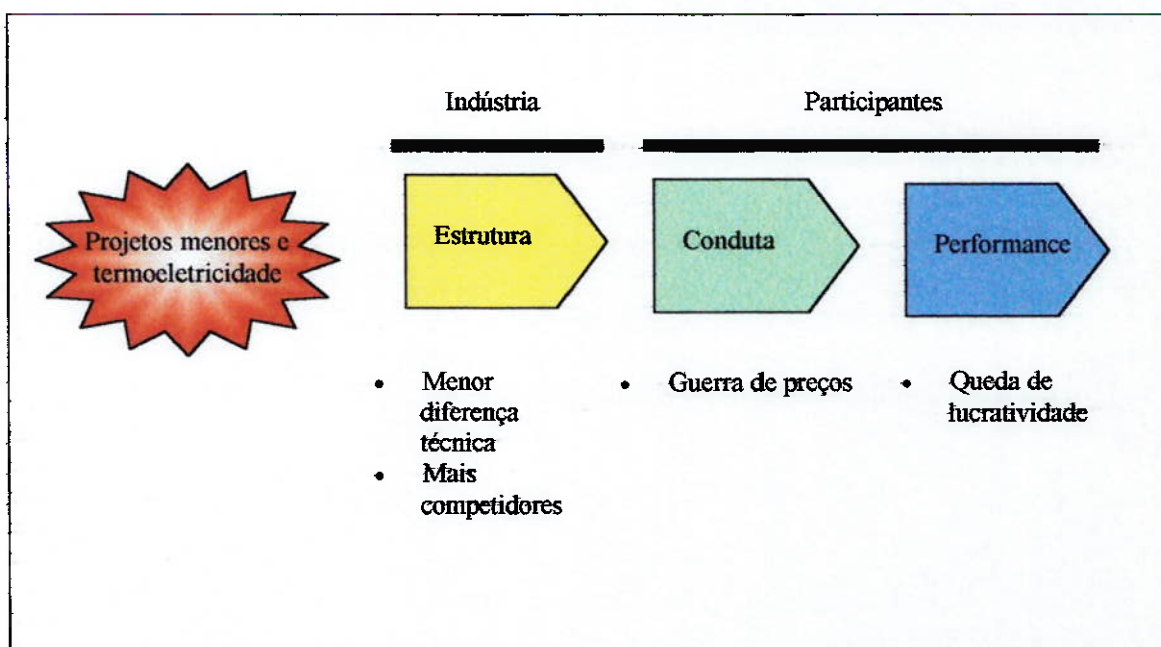 Indústria
Participantes
Projetos menores e
termoeletricidade
Estrutura
Conduta
Performance
• Menor
diferença
técnica
• Mais
competidores
• Guerra de preços
• Queda de
lucratividade